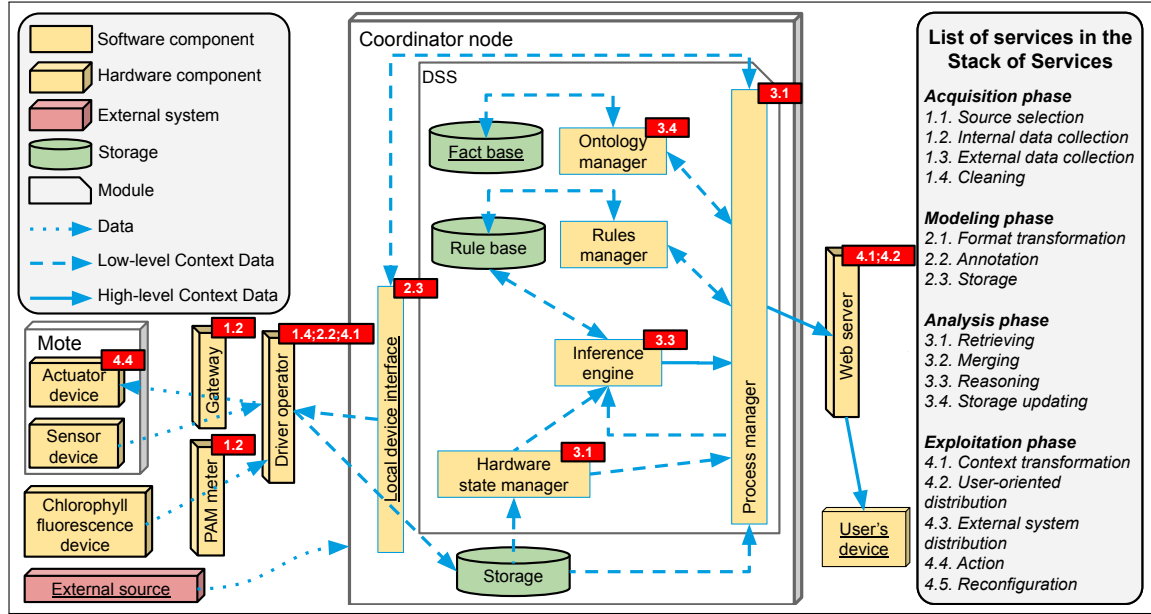 Software component
Hardware component
External system
Storage
Module
Data
Low-level Context Data
High-level Context Data
Coordinator node
DSS
3.1
Fact base
Ontology
manager
3.4
Rule base
Rules
manager
2.3
Inference
engine
3.3
Hardware
state manager
3.1
Process manager
Local device interface
Storage
Mote
Actuator
device
4.4
Sensor
device
Chlorophyll
fluorescence
device
External source
1.2
Gateway
1.2
PAM meter
1.4;2.2;4.1
Driver operator
4.1;4.2
Web server
User's
device
List of services in the
Stack of Services
Acquisition phase
1.1. Source selection
1.2. Internal data collection
1.3. External data collection
1.4. Cleaning
Modeling phase
2.1. Format transformation
2.2. Annotation
2.3. Storage
Analysis phase
3.1. Retrieving
3.2. Merging
3.3. Reasoning
3.4. Storage updating
Exploitation phase
4.1. Context transformation
4.2. User-oriented
distribution
4.3. External system
distribution
4.4. Action
4.5. Reconfiguration